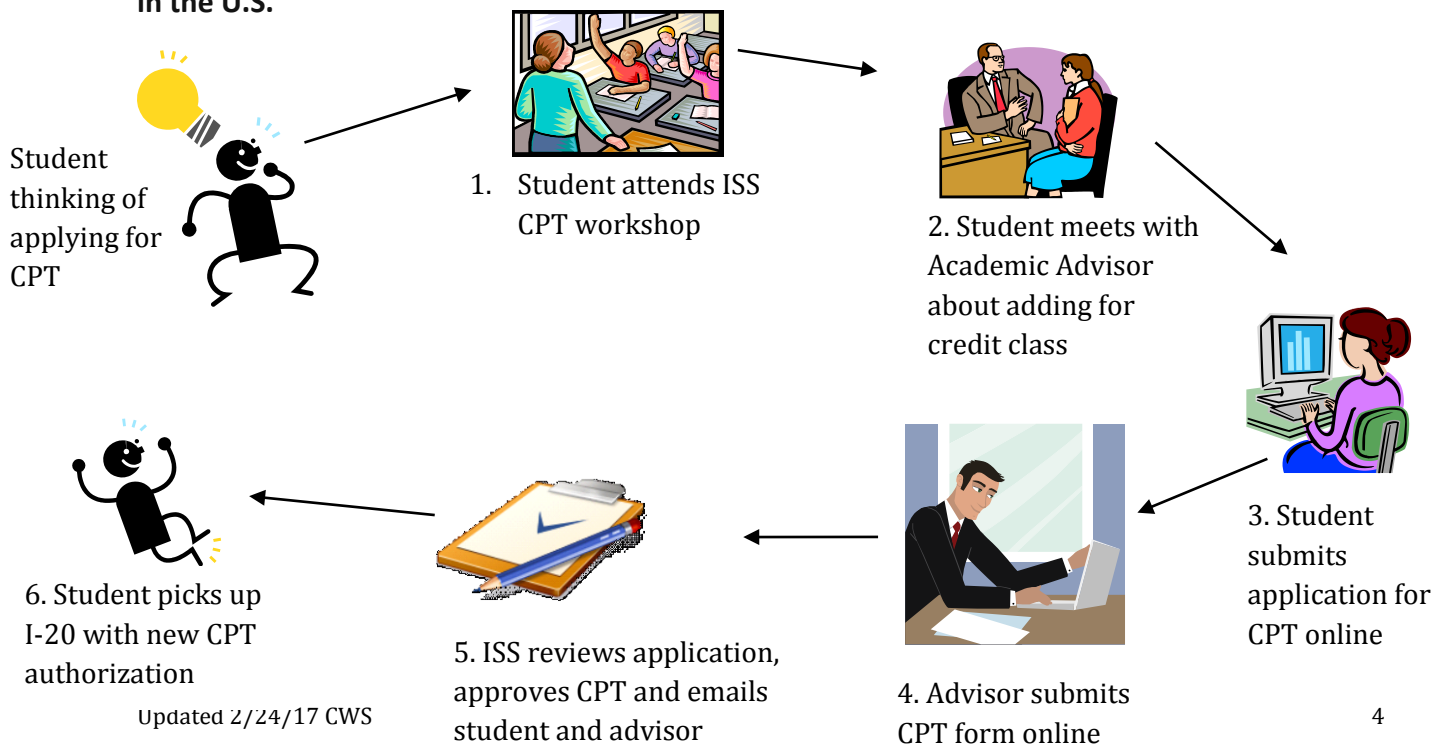 in the U.S.
Student
thinking of
applying for
CPT
1. Student attends ISS
CPT workshop
2. Student meets with
Academic Advisor
about adding for
credit class
3. Student
submits
application for
CPT online
4. Advisor submits
CPT form online
5. ISS reviews application,
approves CPT and emails
student and advisor
6. Student picks up
I-20 with new CPT
authorization
Updated 2/24/17 CWS
4